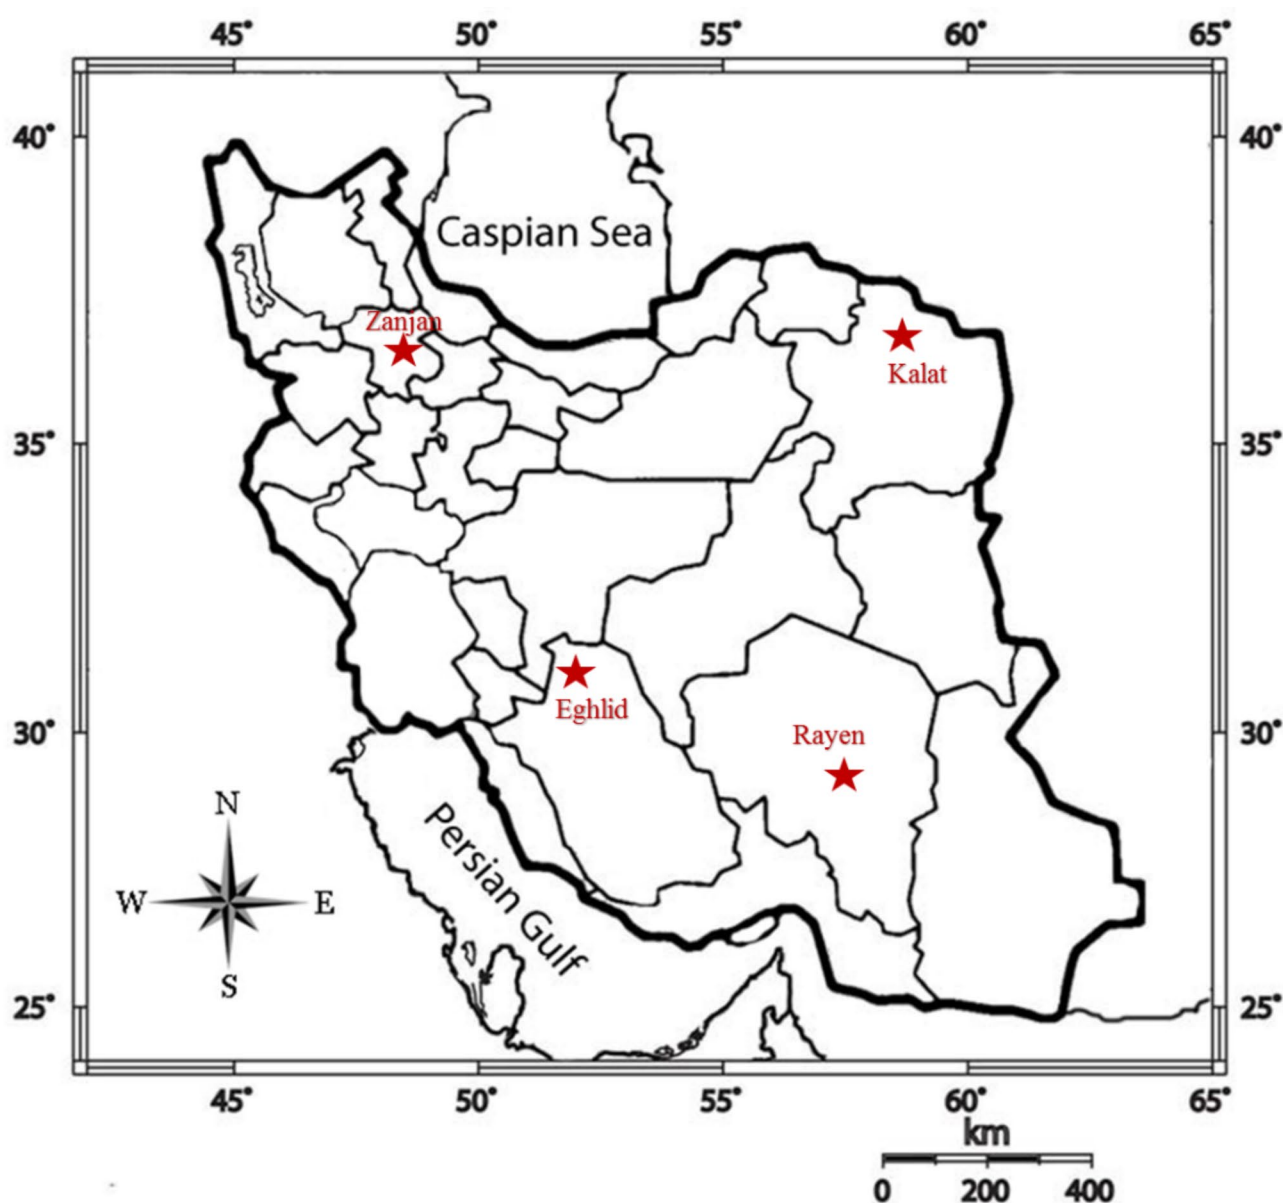 45° 50° 55° 60° 65°
40° 40°
Caspian Sea
Zanjan
Kalat
35° 35°
Eghlid
30° Rayen 30°
N
Persian Gulf
W E
S
25° 25°
45° 50° 55° 60° 65°
km
0 200 400